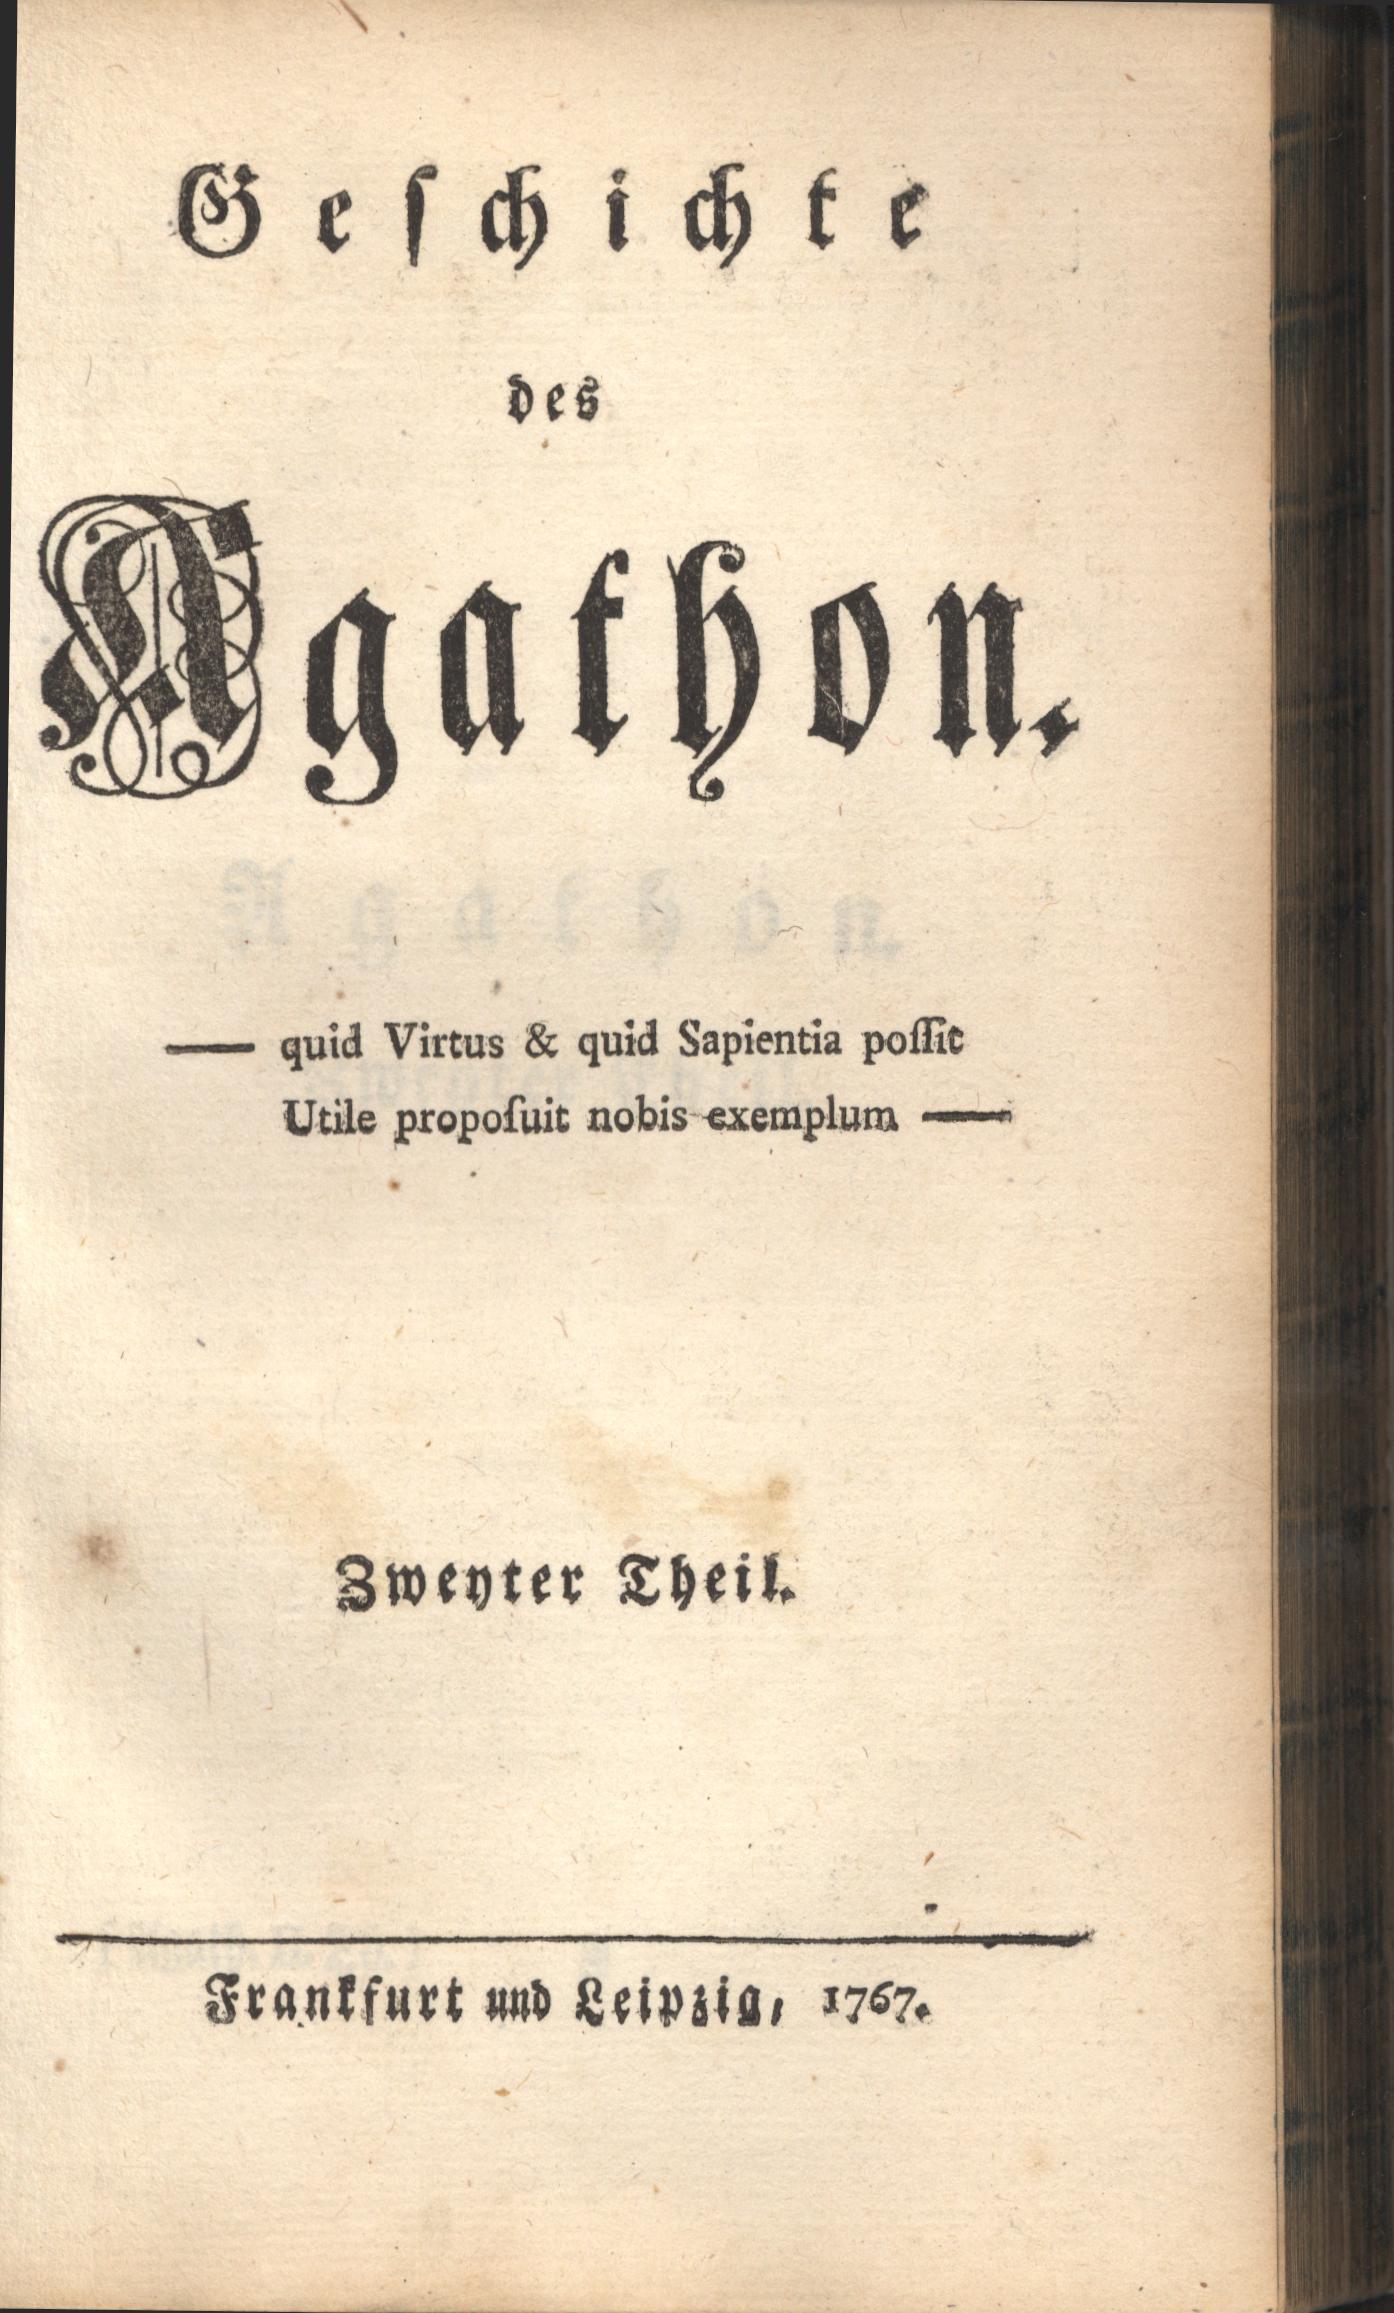 Geſchichte
des
Agathon.
— quid Virtus & quid Sapientia poſſit
Utile propoſuit nobis exemplum —
Zweyter Theil.
Frankfurt und Leipzig, 1767.